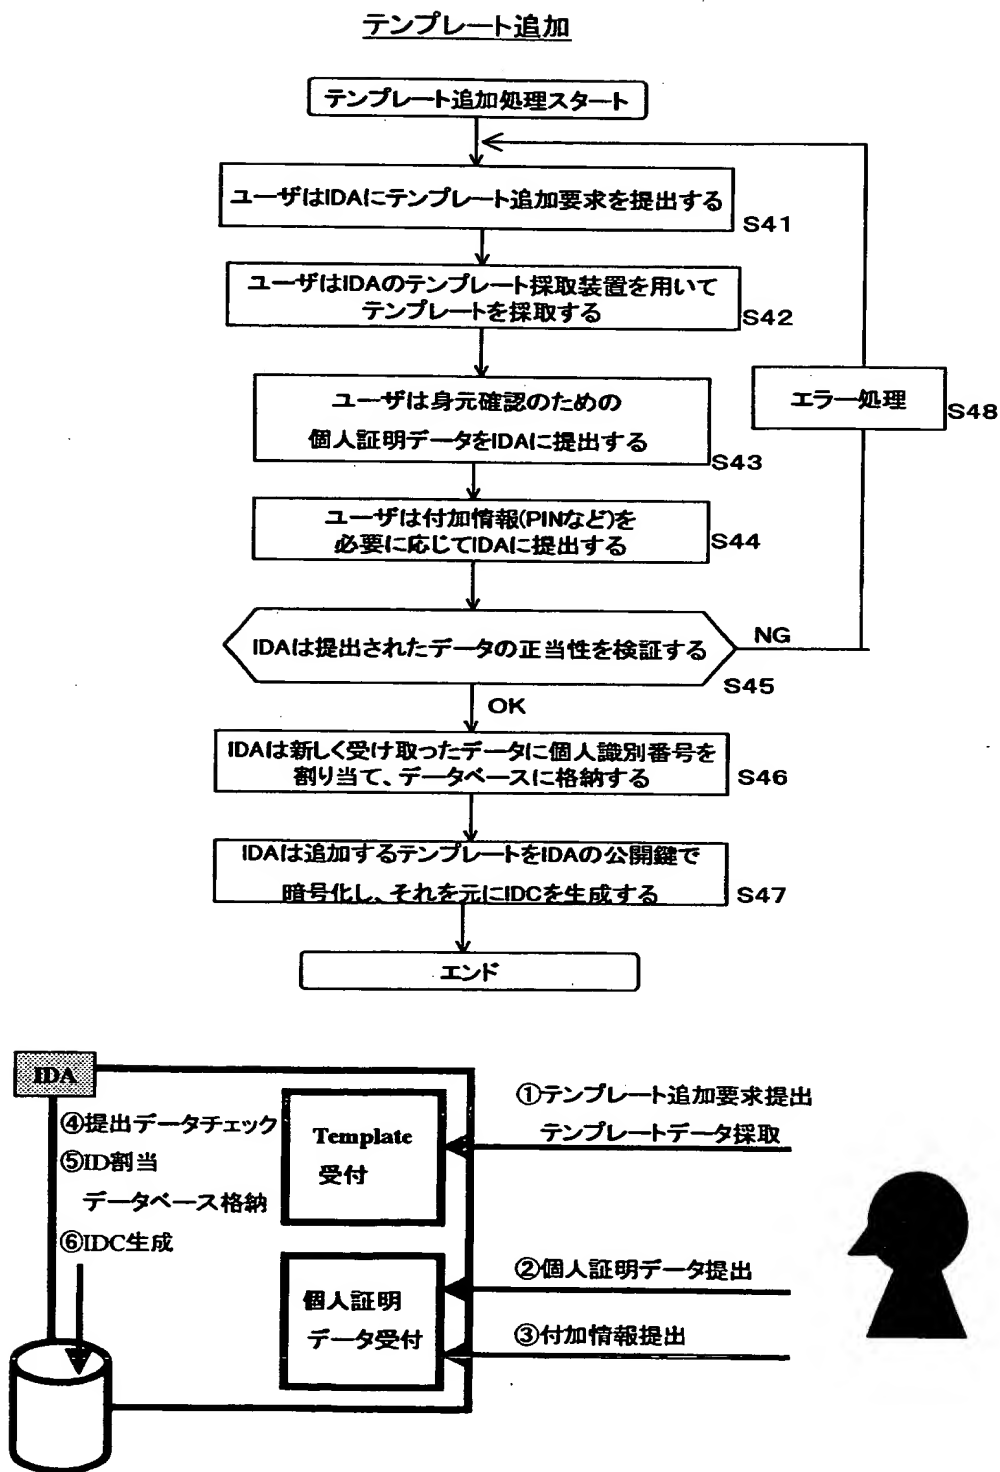 テンプレート追加
テンプレート追加処理スタート
ユーザはIDAにテンプレート追加要求を提出する
S41
ユーザはIDAのテンプレート採取装置を用いて
テンプレートを採取する
S42
ユーザは身元確認のための
個人証明データをIDAに提出する
S43
エラー処理
S48
ユーザは付加情報(PINなど)を
必要に応じてIDAに提出する
S44
IDAは提出されたデータの正当性を検証する
NG
S45
OK
IDAは新しく受け取ったデータに個人識別番号を
割り当て、データベースに格納する
S46
IDAは追加するテンプレートをIDAの公開鍵で
暗号化し、それを元にIDCを生成する
S47
エンド
IDA
④提出データチェック
⑤ID割当
データベース格納
⑥IDC生成
Template
受付
個人証明
データ受付
①テンプレート追加要求提出
テンプレートデータ採取
②個人証明データ提出
③付加情報提出